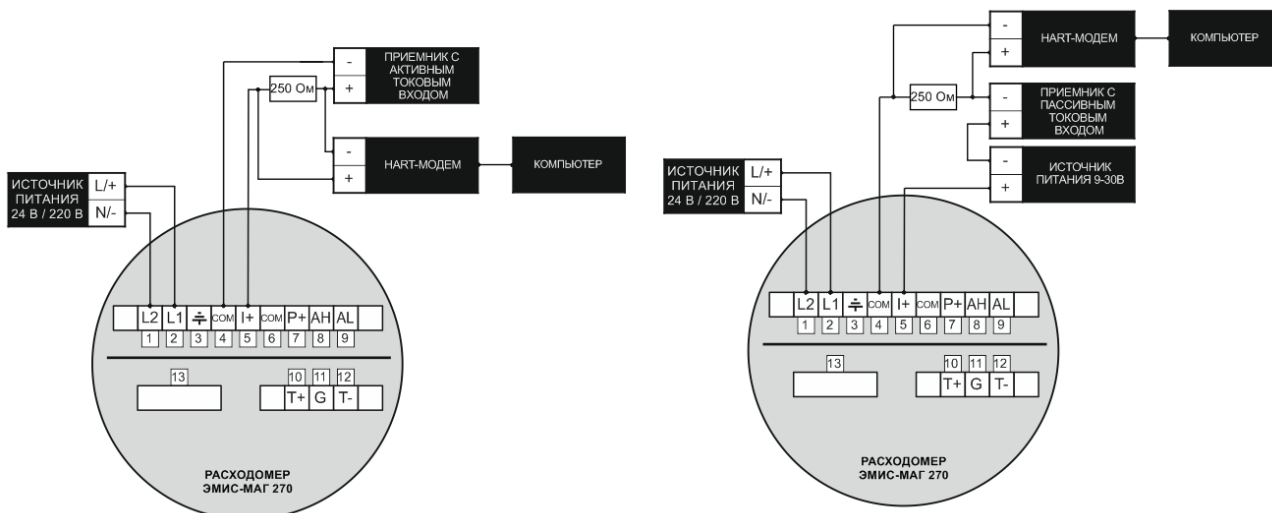 -
ПРИЕМНИК С
АКТИВНЫМ
ТОКОВЫМ
ВХОДОМ
+
250 Ом
-
HART-МОДЕМ
+
КОМПЬЮТЕР
ИСТОЧНИК
ПИТАНИЯ
24 В / 220 В
L/+
N/-
L2 L1 COM I+ COM P+ AH AL
1 2 3 4 5 6 7 8 9
13 10 11 12
T+ G T-
РАСХОДОМЕР
ЭМИС-МАГ 270
-
HART-МОДЕМ
+
КОМПЬЮТЕР
250 Ом
-
ПРИЕМНИК С
ПАССИВНЫМ
ТОКОВЫМ
ВХОДОМ
+
-
ИСТОЧНИК
ПИТАНИЯ 9-30В
+
ИСТОЧНИК
ПИТАНИЯ
24 В / 220 В
L/+
N/-
L2 L1 COM I+ COM P+ AH AL
1 2 3 4 5 6 7 8 9
13 10 11 12
T+ G T-
РАСХОДОМЕР
ЭМИС-МАГ 270